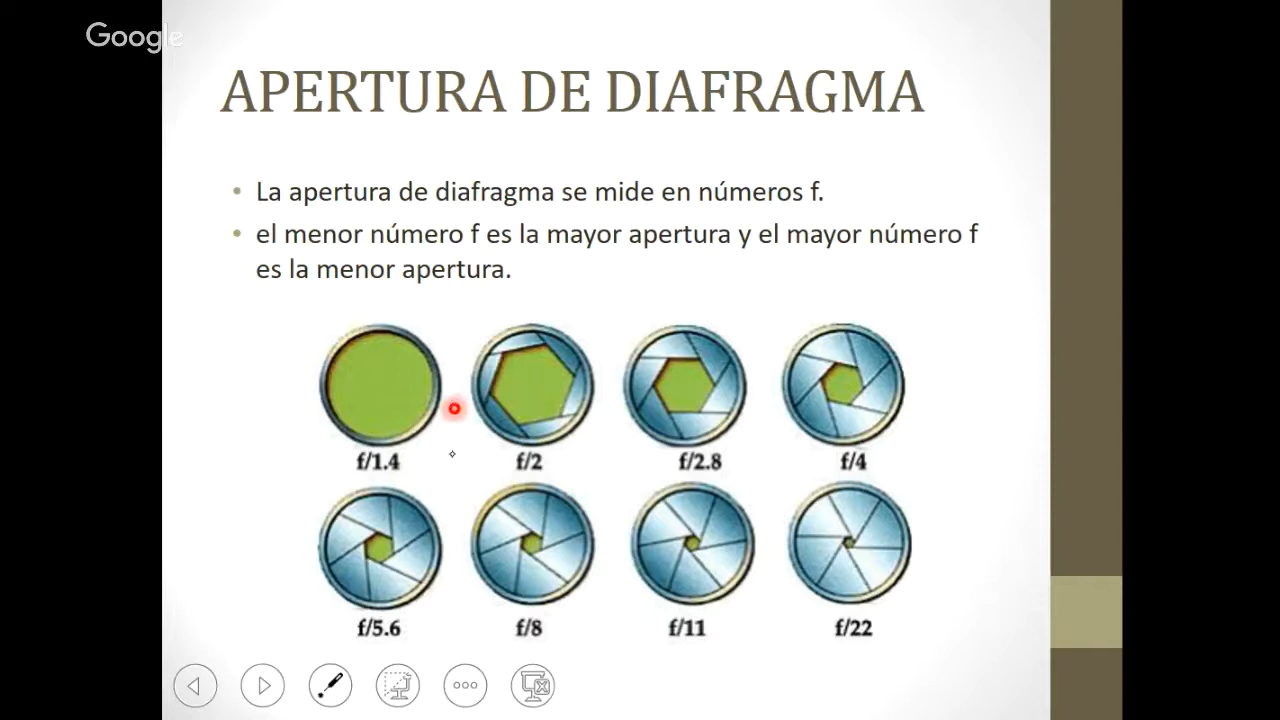 Google
APERTURA DE DIAFRAGMA
La apertura de diafragma se mide en números f.
el menor número f es la mayor apertura y el mayor número f
es la menor apertura.
f/1.4 f/2 f/2.8 f/4
f/5.6 f/8 f/11 f/22